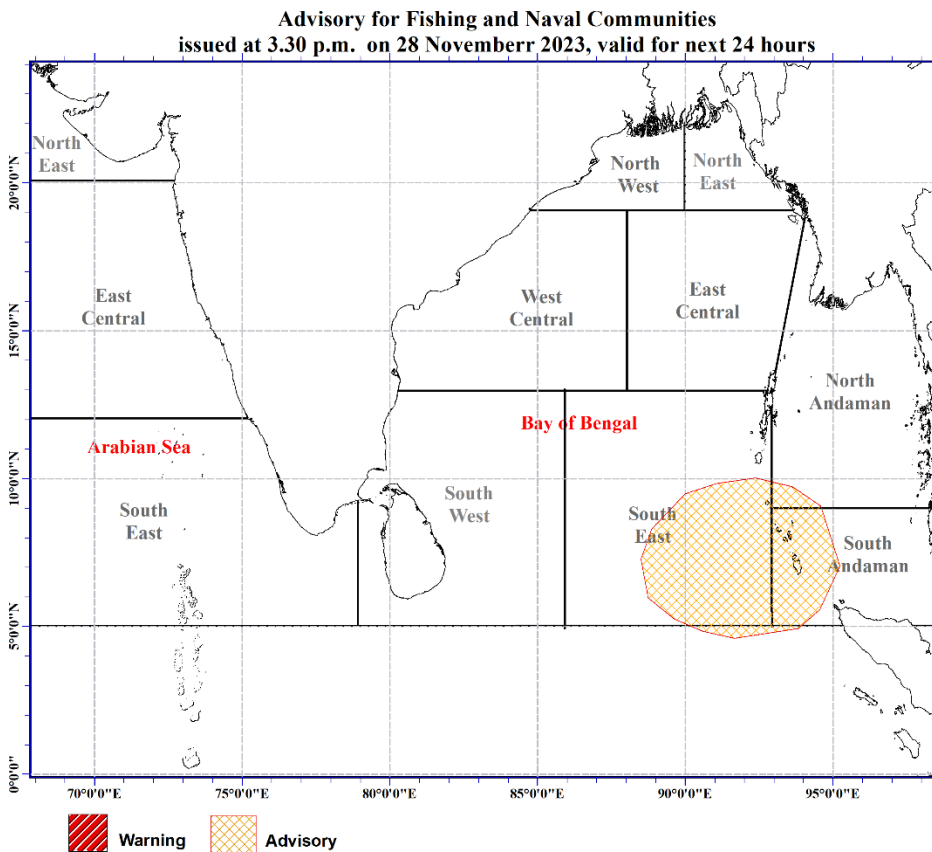 Advisory for Fishing and Naval Communities
issued at 3.30 p.m. on 28 Novemberr 2023, valid for next 24 hours
North
East
North
West
North
East
20°0'0"N
East
Central
West
Central
East
Central
15°0'0"N
North
Andaman
Arabian Sea
Bay of Bengal
10°0'0"N
South
East
South
West
South
East
South
Andaman
5°0'0"N
0°0'0"
70°0'0"E
75°0'0"E
80°0'0"E
85°0'0"E
90°0'0"E
95°0'0"E
Warning
Advisory